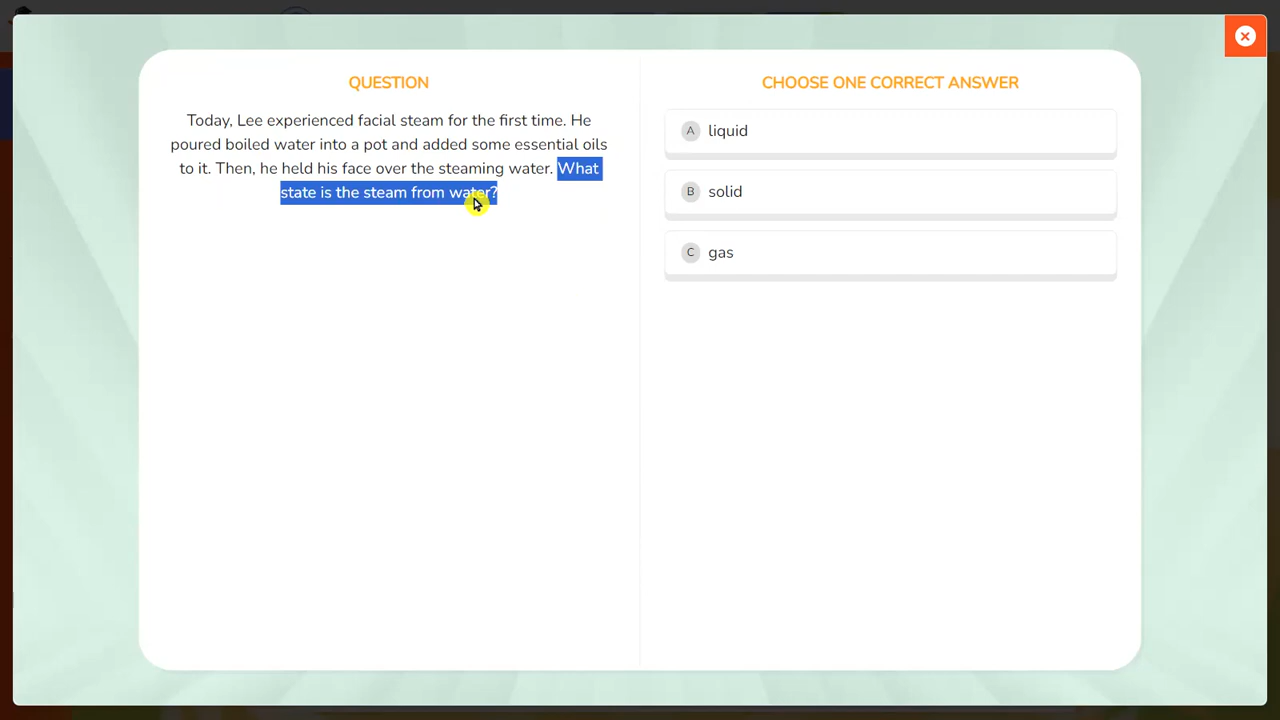 QUESTION
Today, Lee experienced facial steam for the first time. He
poured boiled water into a pot and added some essential oils
to it. Then, he held his face over the steaming water. What
state is the steam from water?
CHOOSE ONE CORRECT ANSWER
A liquid
B solid
C gas